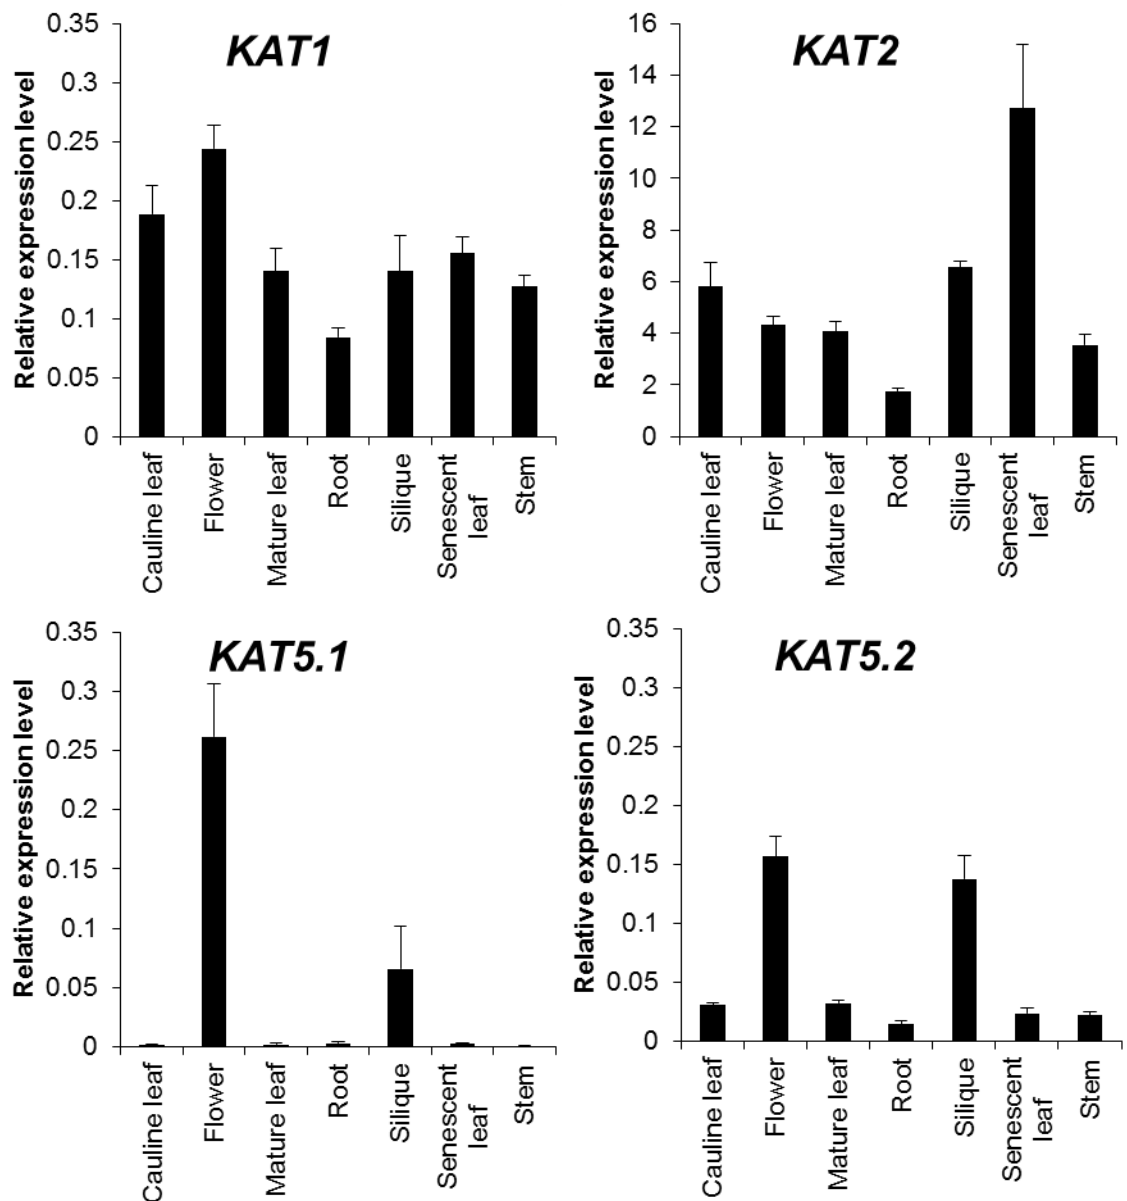 KAT1
Relative expression level
0.35
0.3
0.25
0.2
0.15
0.1
0.05
0
Cauline leaf
Flower
Mature leaf
Root
Silique
Senescent
leaf
Stem
KAT2
Relative expression level
16
14
12
10
8
6
4
2
0
Cauline leaf
Flower
Mature leaf
Root
Silique
Senescent
leaf
Stem
KAT5.1
Relative expression level
0.35
0.3
0.25
0.2
0.15
0.1
0.05
0
Cauline leaf
Flower
Mature leaf
Root
Silique
Senescent
leaf
Stem
KAT5.2
Relative expression level
0.35
0.3
0.25
0.2
0.15
0.1
0.05
0
Cauline leaf
Flower
Mature leaf
Root
Silique
Senescent
leaf
Stem